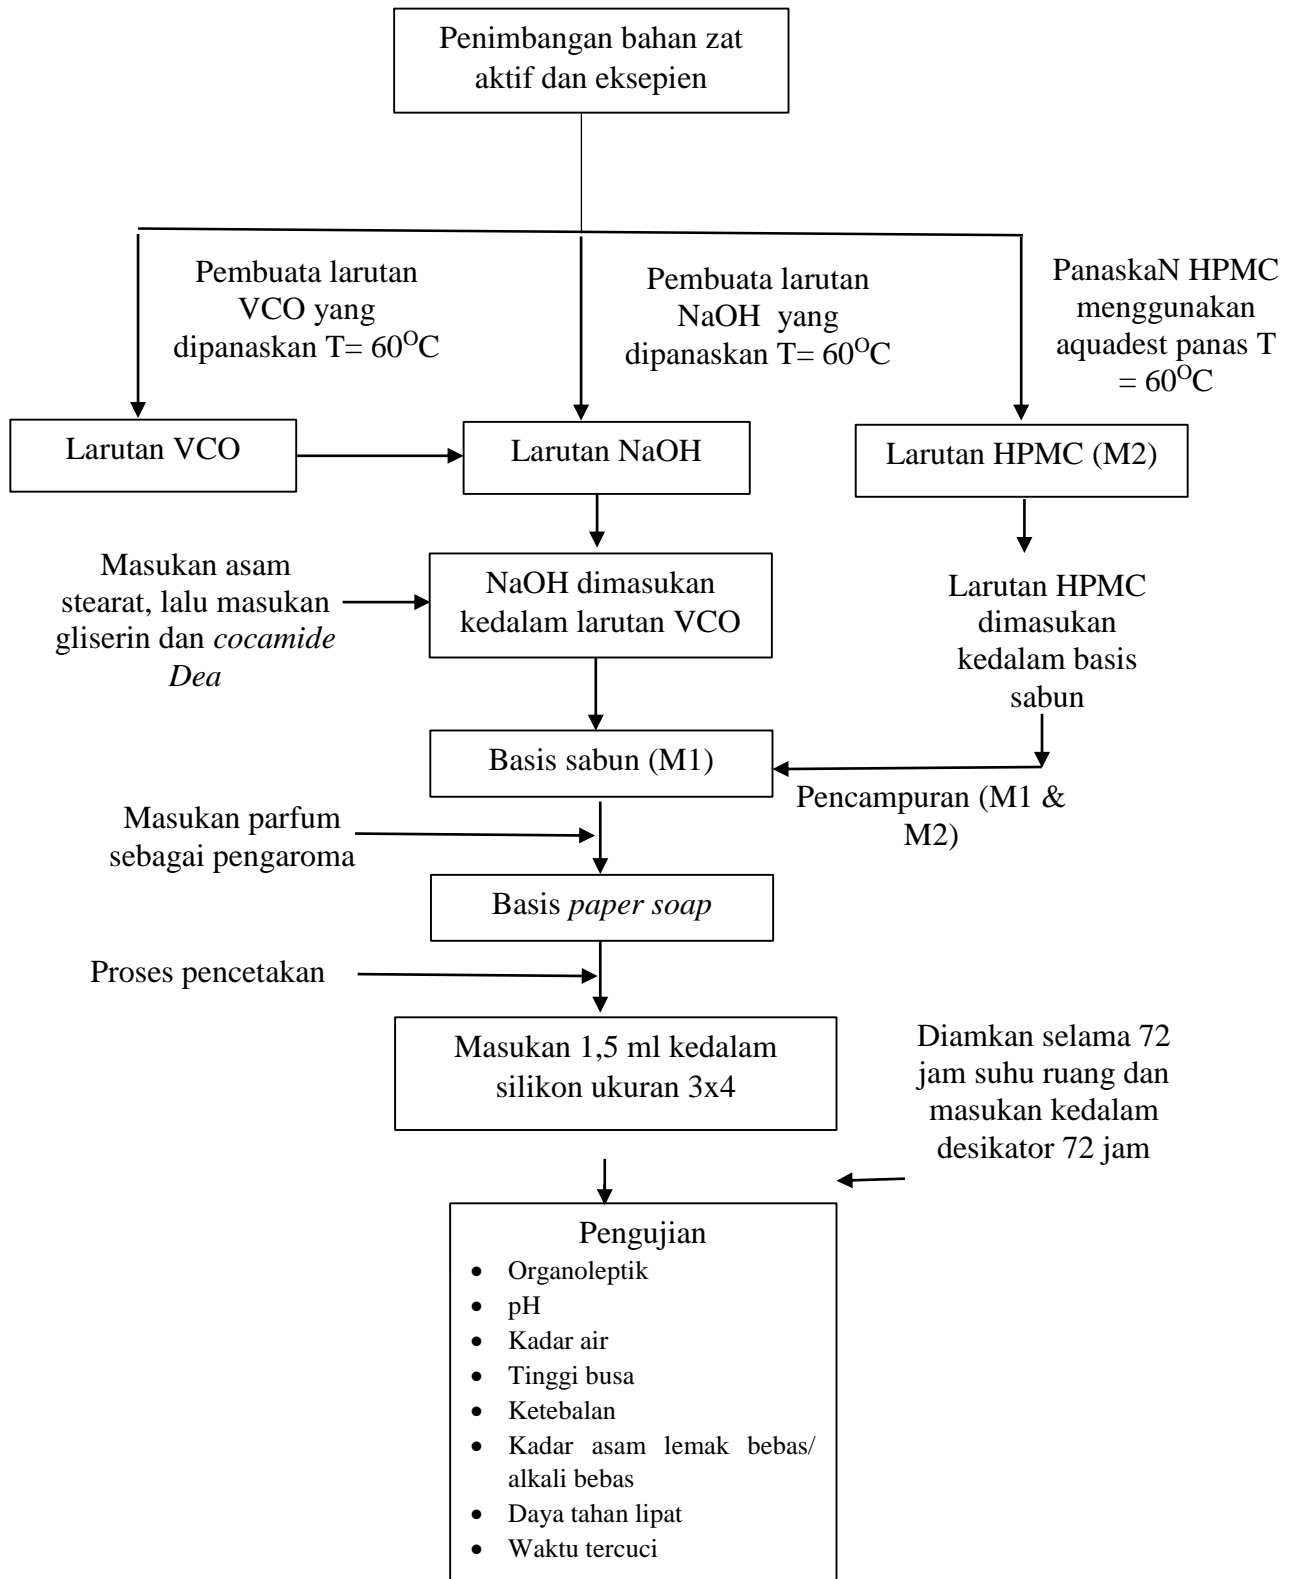 Penimbangan bahan zat
aktif dan eksepien
Pembuata larutan
VCO yang
dipanaskan T= 60ᴼC
Pembuata larutan
NaOH yang
dipanaskan T= 60ᴼC
PanaskaN HPMC
menggunakan
aquadest panas T
= 60ᴼC
Larutan VCO
Larutan NaOH
Larutan HPMC (M2)
Masukan asam
stearat, lalu masukan
gliserin dan cocamide
Dea
NaOH dimasukan
kedalam larutan VCO
Larutan HPMC
dimasukan
kedalam basis
sabun
Basis sabun (M1)
Pencampuran (M1 &
M2)
Masukan parfum
sebagai pengaroma
Basis paper soap
Proses pencetakan
Masukan 1,5 ml kedalam
silikon ukuran 3x4
Diamkan selama 72
jam suhu ruang dan
masukan kedalam
desikator 72 jam
Pengujian
• Organoleptik
• pH
• Kadar air
• Tinggi busa
• Ketebalan
• Kadar asam lemak bebas/
alkali bebas
• Daya tahan lipat
• Waktu tercuci